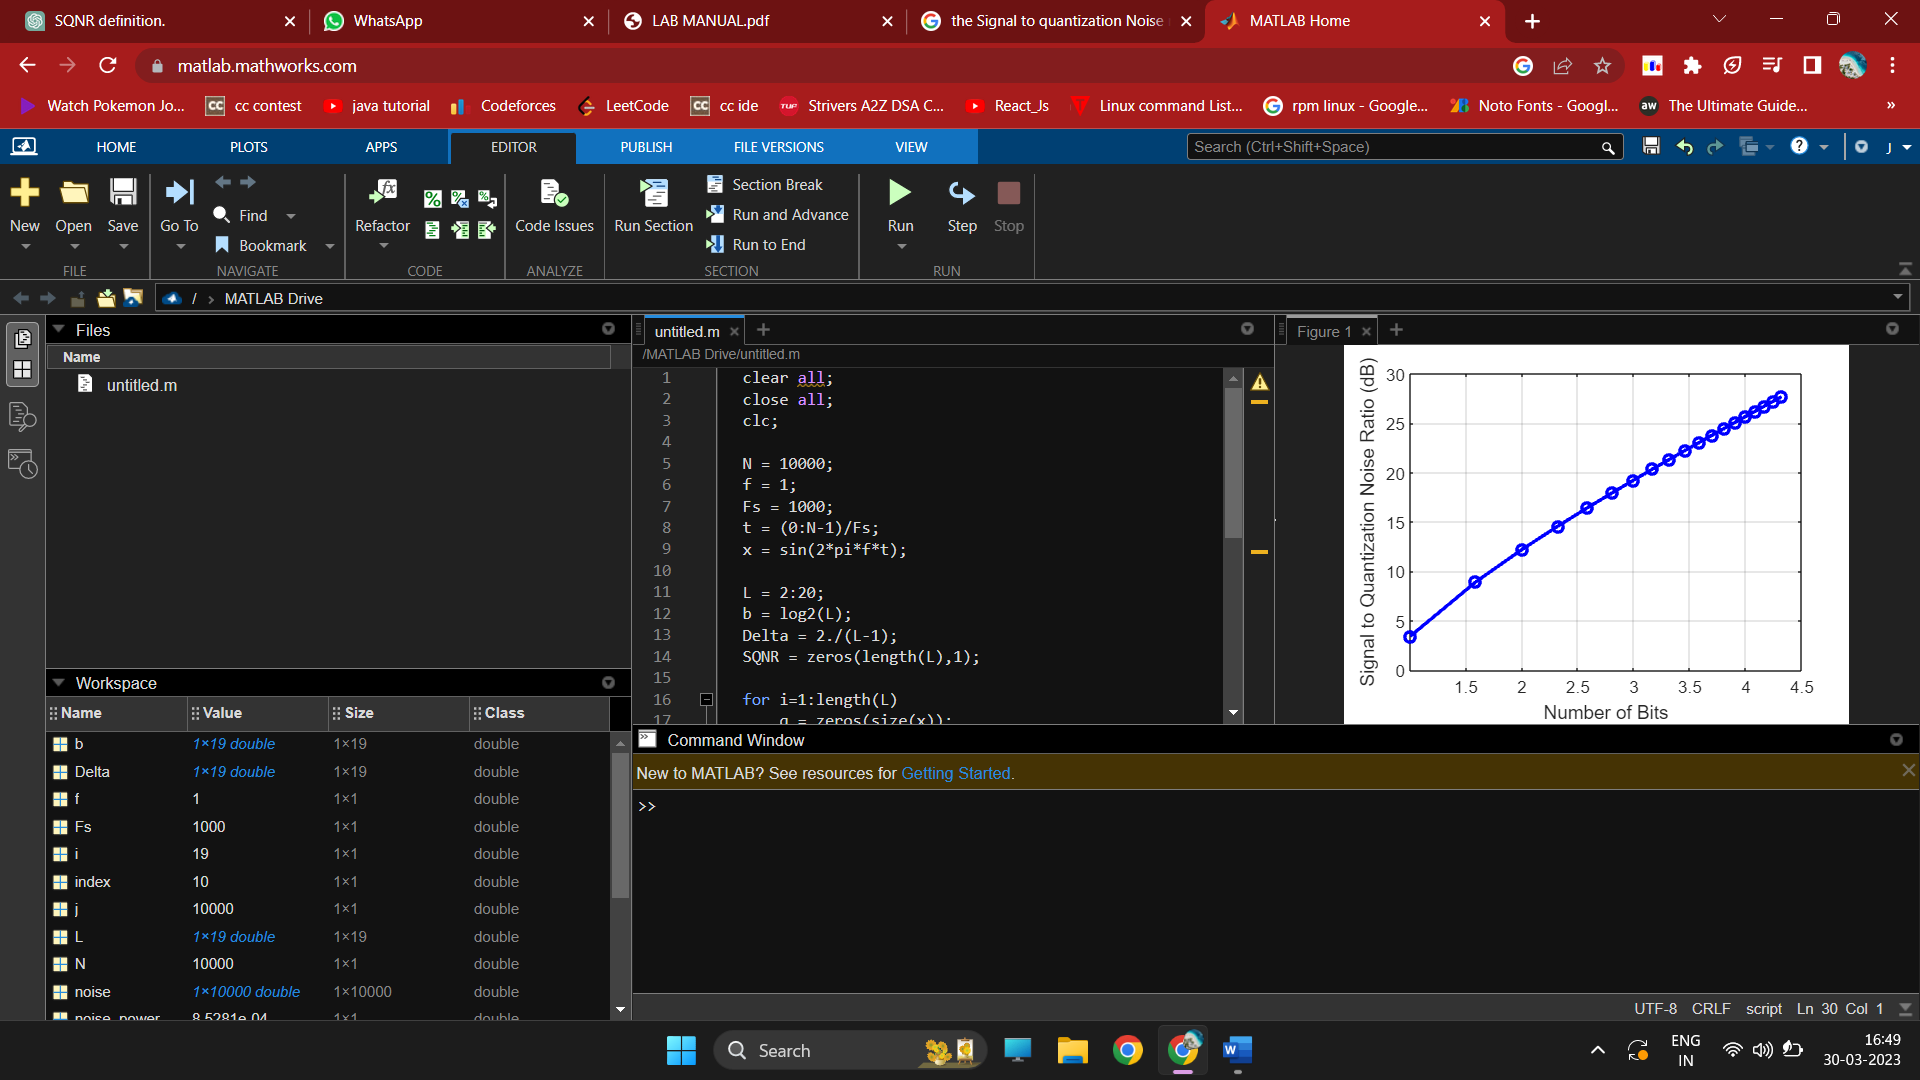 SQNR definition.
WhatsApp
LAB MANUAL.pdf
the Signal to quantization Noise
MATLAB Home
matlab.mathworks.com
Watch Pokemon Jo...
CC cc contest
java tutorial
Codeforces
LeetCode
CC cc ide
TUF Strivers A2Z DSA C...
React_Js
Linux command List...
rpm linux - Google...
Noto Fonts - Googl...
aw The Ultimate Guide...
»
HOME
PLOTS
APPS
EDITOR
PUBLISH
FILE VERSIONS
VIEW
Search (Ctrl+Shift+Space)
J
New
Open
Save
FILE
Go To
Find
Bookmark
NAVIGATE
Refactor
CODE
Code Issues
ANALYZE
Run Section
Section Break
Run and Advance
Run to End
SECTION
Run
Step
Stop
RUN
/ › MATLAB Drive
Files
Name
untitled.m
Workspace
Name Value Size Class
b 1×19 double 1×19 double
Delta 1×19 double 1×19 double
f 1 1×1 double
Fs 1000 1×1 double
i 19 1×1 double
index 10 1×1 double
j 10000 1×1 double
L 1×19 double 1×19 double
N 10000 1×1 double
noise 1×10000 double 1×10000 double
noise_power 8.5281e-04 1×1 double
untitled.m
/MATLAB Drive/untitled.m
1 clear all;
2 close all;
3 clc;
4
5 N = 10000;
6 f = 1;
7 Fs = 1000;
8 t = (0:N-1)/Fs;
9 x = sin(2*pi*f*t);
10
11 L = 2:20;
12 b = log2(L);
13 Delta = 2./(L-1);
14 SQNR = zeros(length(L),1);
15
16 for i=1:length(L)
17 q = zeros(size(x));
Figure 1
Signal to Quantization Noise Ratio (dB)
30
25
20
15
10
5
0
1.5 2 2.5 3 3.5 4 4.5
Number of Bits
Command Window
New to MATLAB? See resources for Getting Started.
>>
UTF-8 CRLF script Ln 30 Col 1
Search
ENG
IN
16:49
30-03-2023